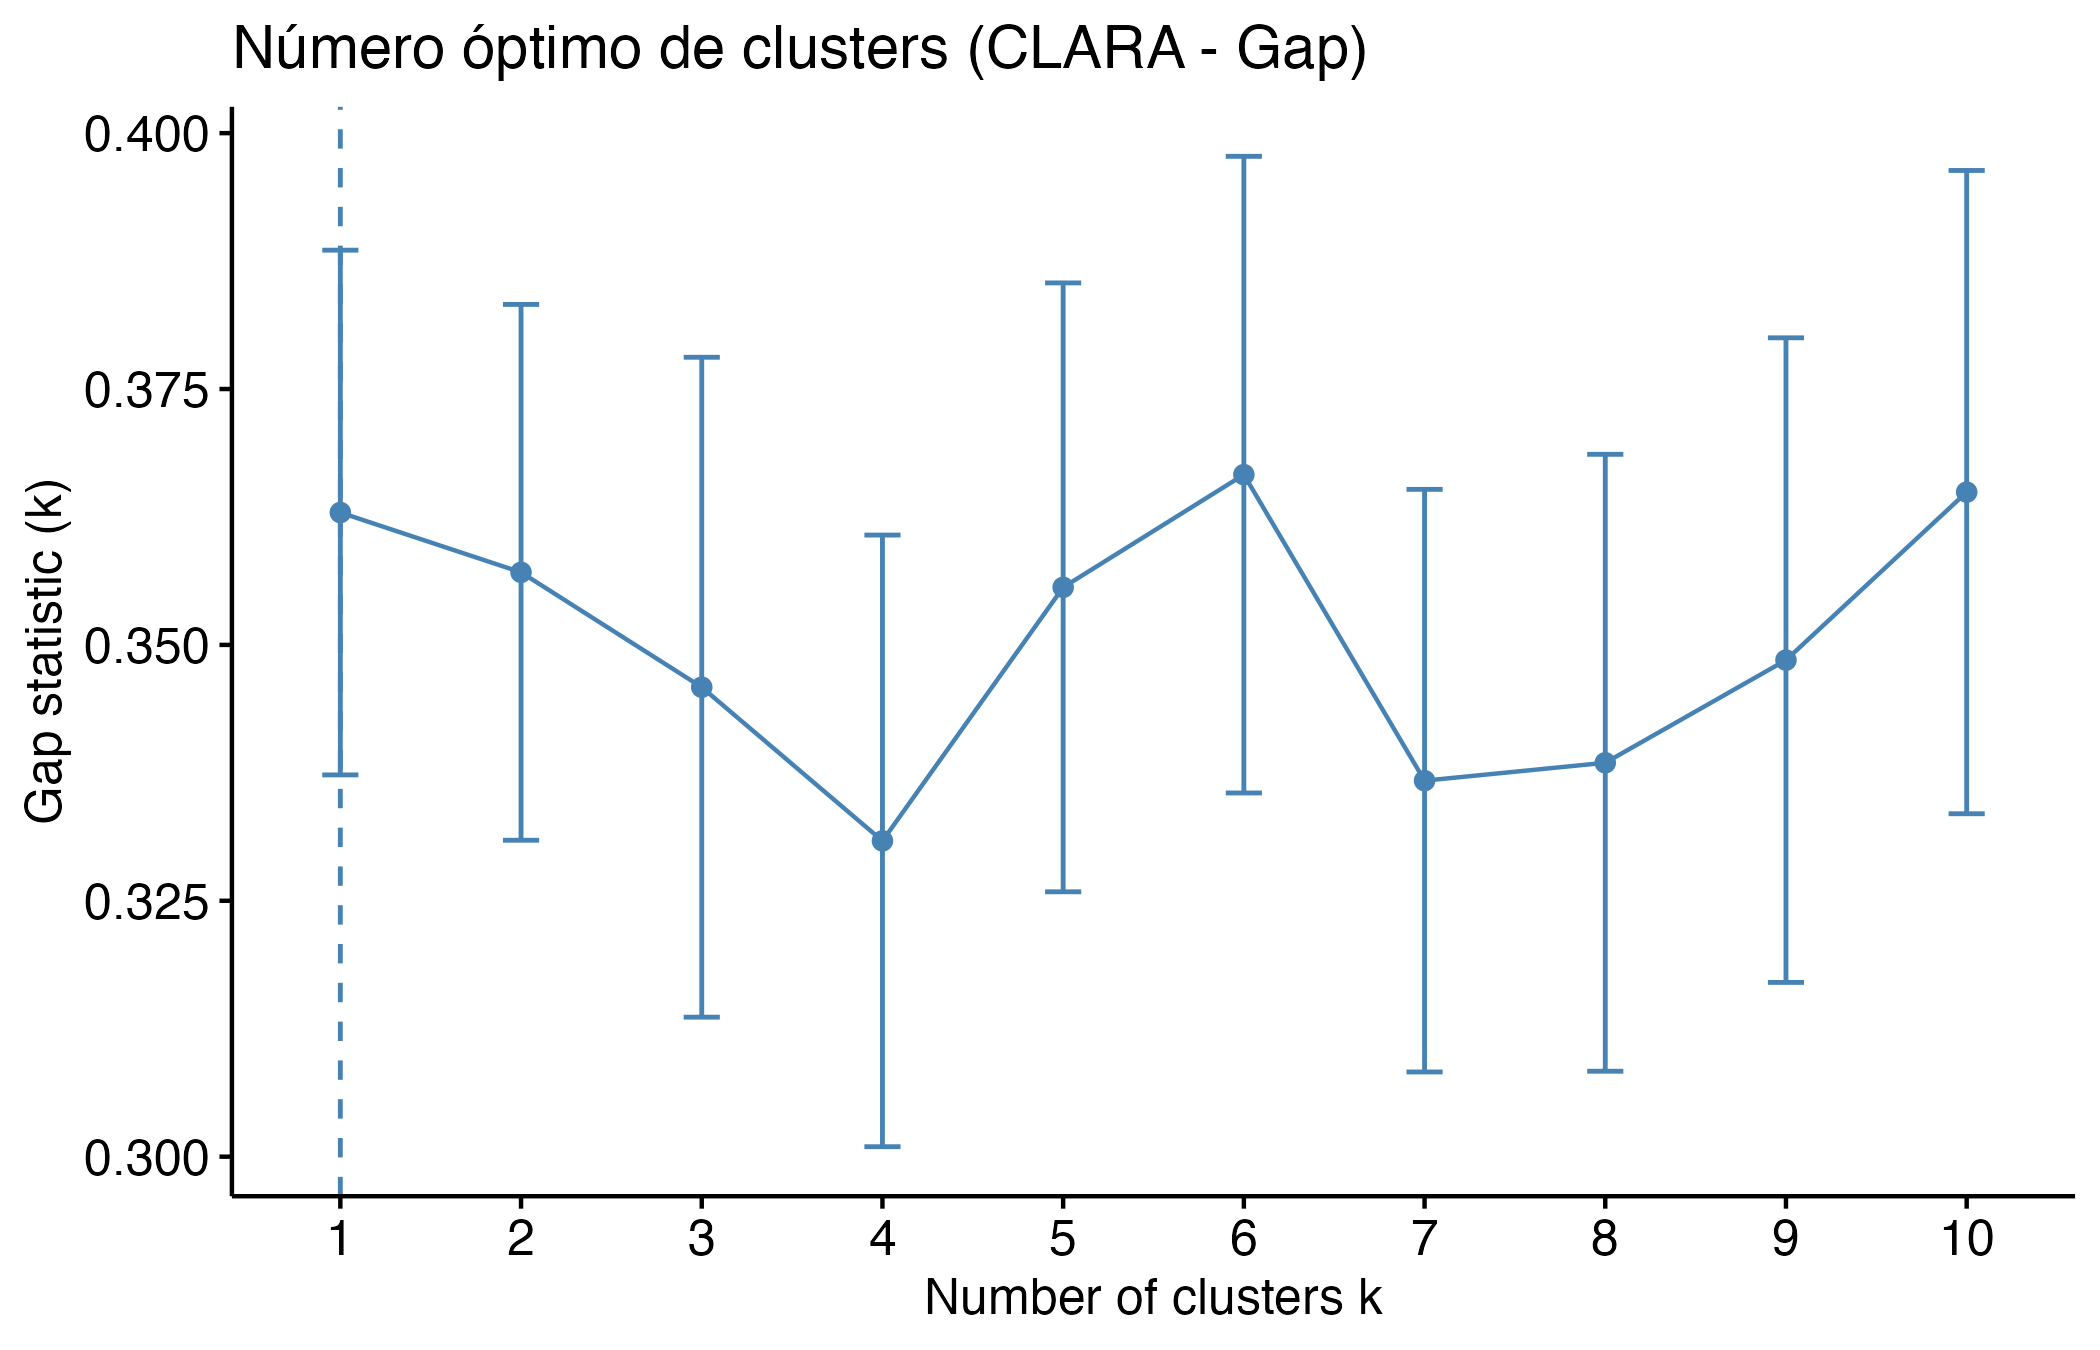 Número óptimo de clusters (CLARA - Gap)
Gap statistic (k)
0.400
0.375
0.350
0.325
0.300
1 2 3 4 5 6 7 8 9 10
Number of clusters k